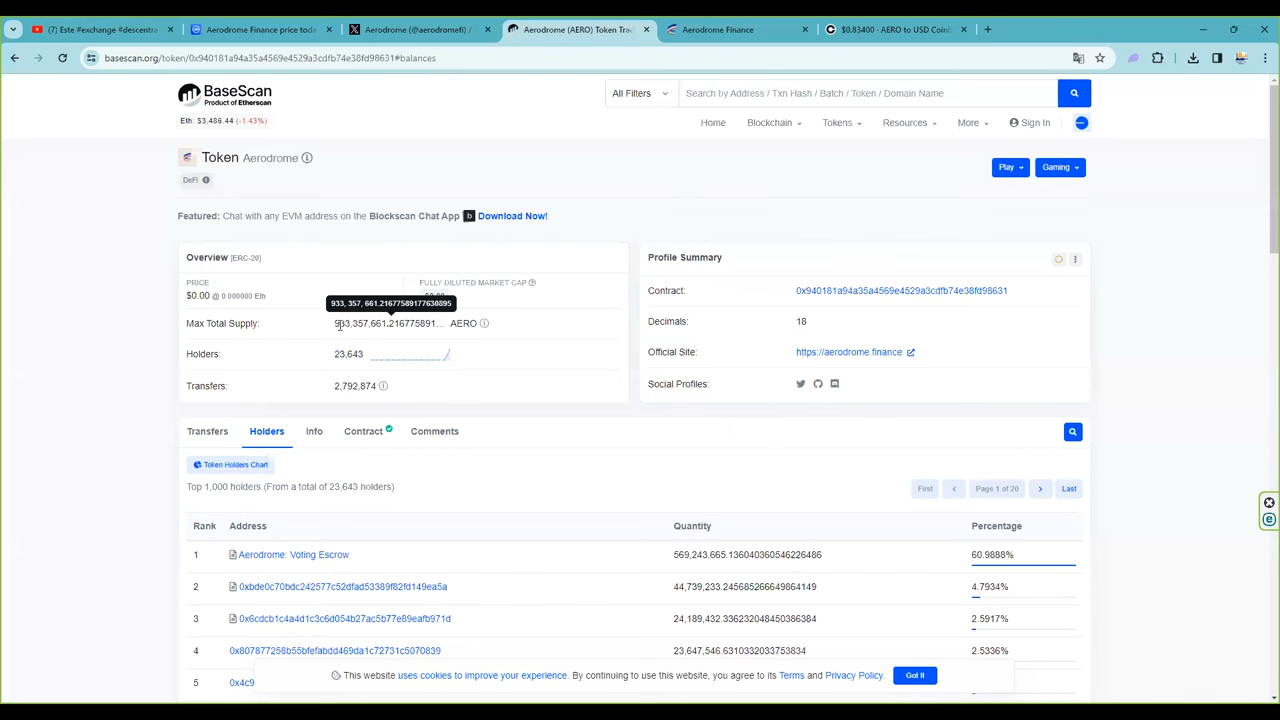 (7) Este #exchange #descentra
Aerodrome Finance price toda
Aerodrome (@aerodromefi) /
Aerodrome (AERO) Token Trac
Aerodrome Finance
$0.83400 · AERO to USD Coinb
basescan.org/token/0x940181a94a35a4569e4529a3cdfb74e38fd98631#balances
BaseScan
Product of Etherscan
Eth: $3,486.44 (-1.43%)
All Filters
Search by Address / Txn Hash / Batch / Token / Domain Name
Home
Blockchain
Tokens
Resources
More
Sign In
Token Aerodrome
DeFi
Play
Gaming
Featured: Chat with any EVM address on the Blockscan Chat App Download Now!
Overview [ERC-20]
PRICE
$0.00 @ 0.000000 Eth
FULLY DILUTED MARKET CAP
933, 357, 661.21677589177630895
Max Total Supply:
933,357,661.216775891... AERO
Holders:
23,643
Transfers:
2,792,874
Profile Summary
Contract:
0x940181a94a35a4569e4529a3cdfb74e38fd98631
Decimals:
18
Official Site:
https://aerodrome.finance
Social Profiles:
Transfers
Holders
Info
Contract
Comments
Token Holders Chart
Top 1,000 holders (From a total of 23,643 holders)
First
Page 1 of 20
Last
Rank Address Quantity Percentage
1 Aerodrome: Voting Escrow 569,243,665.136040360546226486 60.9888%
2 0xbde0c70bdc242577c52dfad53389f82fd149ea5a 44,739,233.245685266649864149 4.7934%
3 0x6cdcb1c4a4d1c3c6d054b27ac5b77e89eafb971d 24,189,432.336232048450386384 2.5917%
4 0x807877258b55bfefabdd469da1c72731c5070839 23,647,546.6310332033753834 2.5336%
5 0x4c9
This website uses cookies to improve your experience. By continuing to use this website, you agree to its Terms and Privacy Policy.
Got It